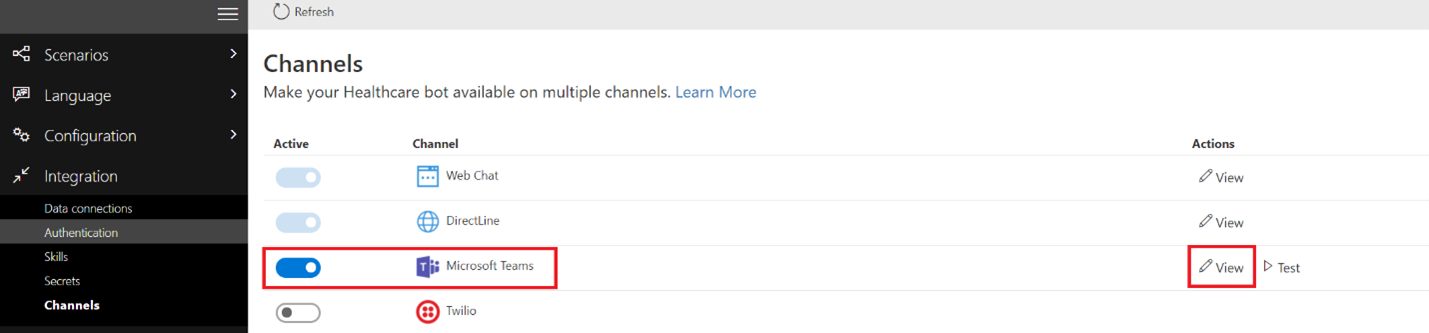 Refresh
Scenarios
Language
Configuration
Integration
Data connections
Authentication
Skills
Secrets
Channels
Channels
Make your Healthcare bot available on multiple channels. Learn More
Active Channel Actions
Web Chat View
DirectLine View
Microsoft Teams View Test
Twilio